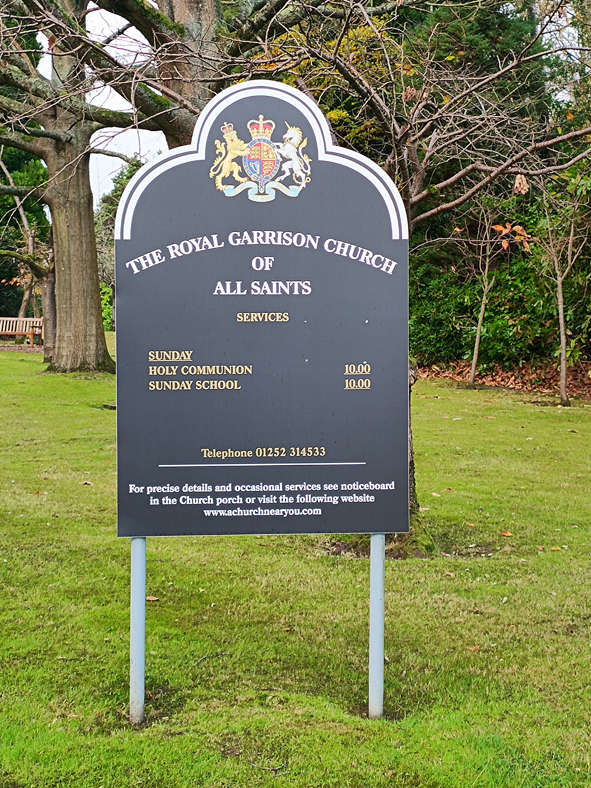 THE ROYAL GARRISON CHURCH
OF
ALL SAINTS
SERVICES
SUNDAY
HOLY COMMUNION 10.00
SUNDAY SCHOOL 10.00
Telephone 01252 314533
For precise details and occasional services see noticeboard
in the Church porch or visit the following website
www.achurchnearyou.com